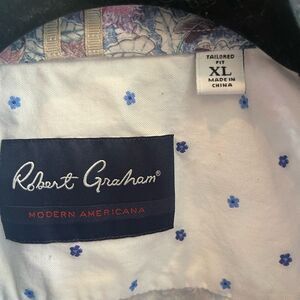 TAILORED
FIT
XL
MADE IN
CHINA
Robert Graham®
MODERN AMERICANA